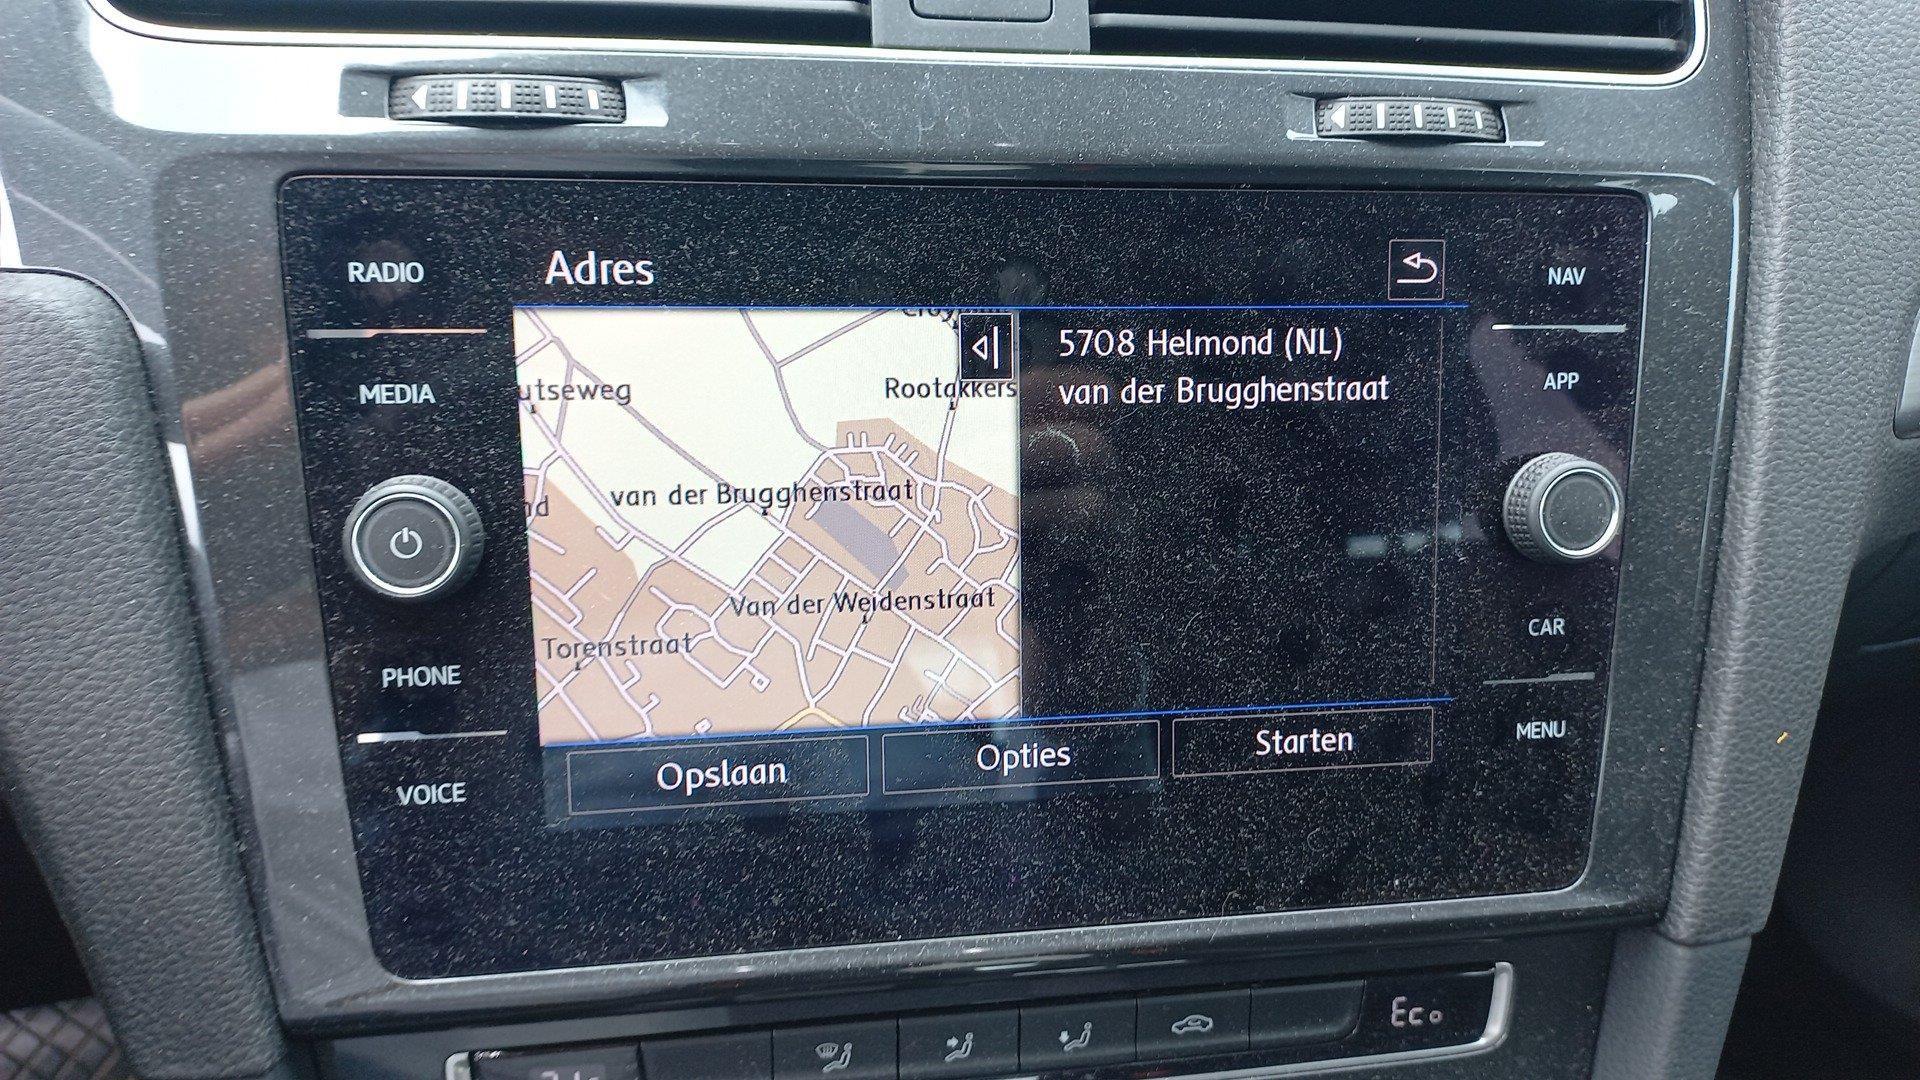 RADIO
MEDIA
PHONE
VOICE
Adres
utseweg
Rootakkers
van der Brugghenstraat
Van der Weidenstraat
Torenstraat
5708 Helmond (NL)
van der Brugghenstraat
Opslaan
Opties
Starten
NAV
APP
CAR
MENU
Eco